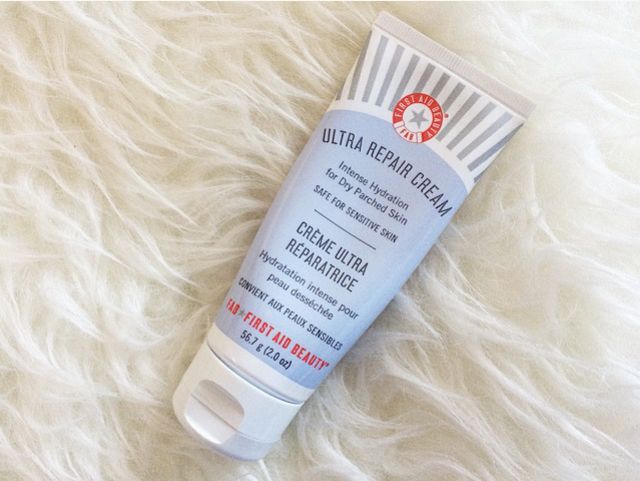 FIRST AID BEAUTY
FAB
ULTRA REPAIR CREAM
Intense Hydration
for Dry Parched Skin
SAFE FOR SENSITIVE SKIN
CRÈME ULTRA
RÉPARATRICE
Hydratation intense pour
peau desséchée
CONVIENT AUX PEAUX SENSIBLES
FAB FIRST AID BEAUTY
56.7 g (2.0 oz)